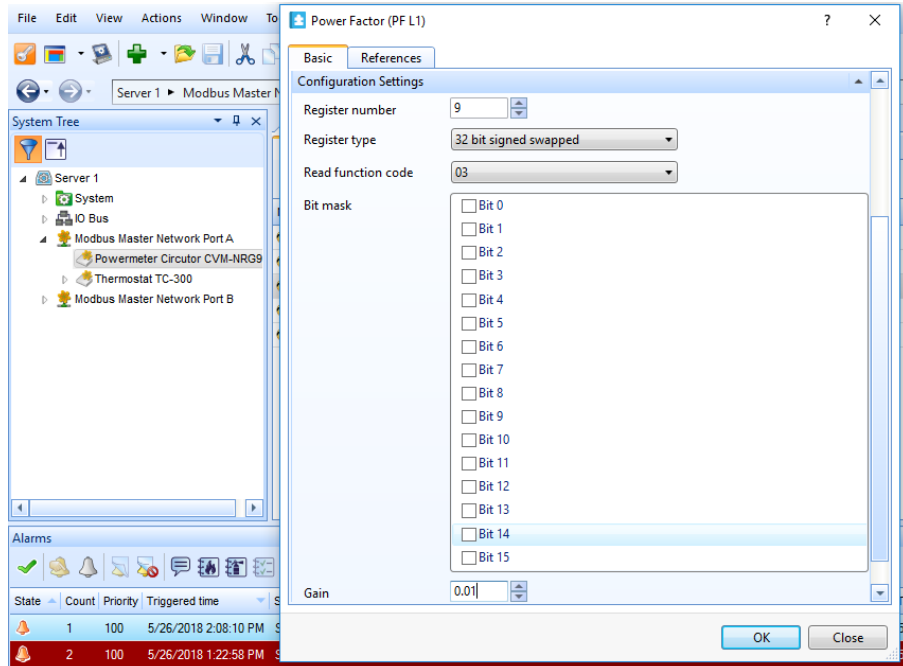 File Edit View Actions Window To
Server 1 Modbus Master N
System Tree
Server 1
System
IO Bus
Modbus Master Network Port A
Powermeter Circutor CVM-NRG9
Thermostat TC-300
Modbus Master Network Port B
Power Factor (PF L1)
?
Basic References
Configuration Settings
Register number 9
Register type 32 bit signed swapped
Read function code 03
Bit mask Bit 0
Bit 1
Bit 2
Bit 3
Bit 4
Bit 5
Bit 6
Bit 7
Bit 8
Bit 9
Bit 10
Bit 11
Bit 12
Bit 13
Bit 14
Bit 15
Gain 0.01
OK Close
Alarms
State Count Priority Triggered time S
1 100 5/26/2018 2:08:10 PM S
2 100 5/26/2018 1:22:58 PM S